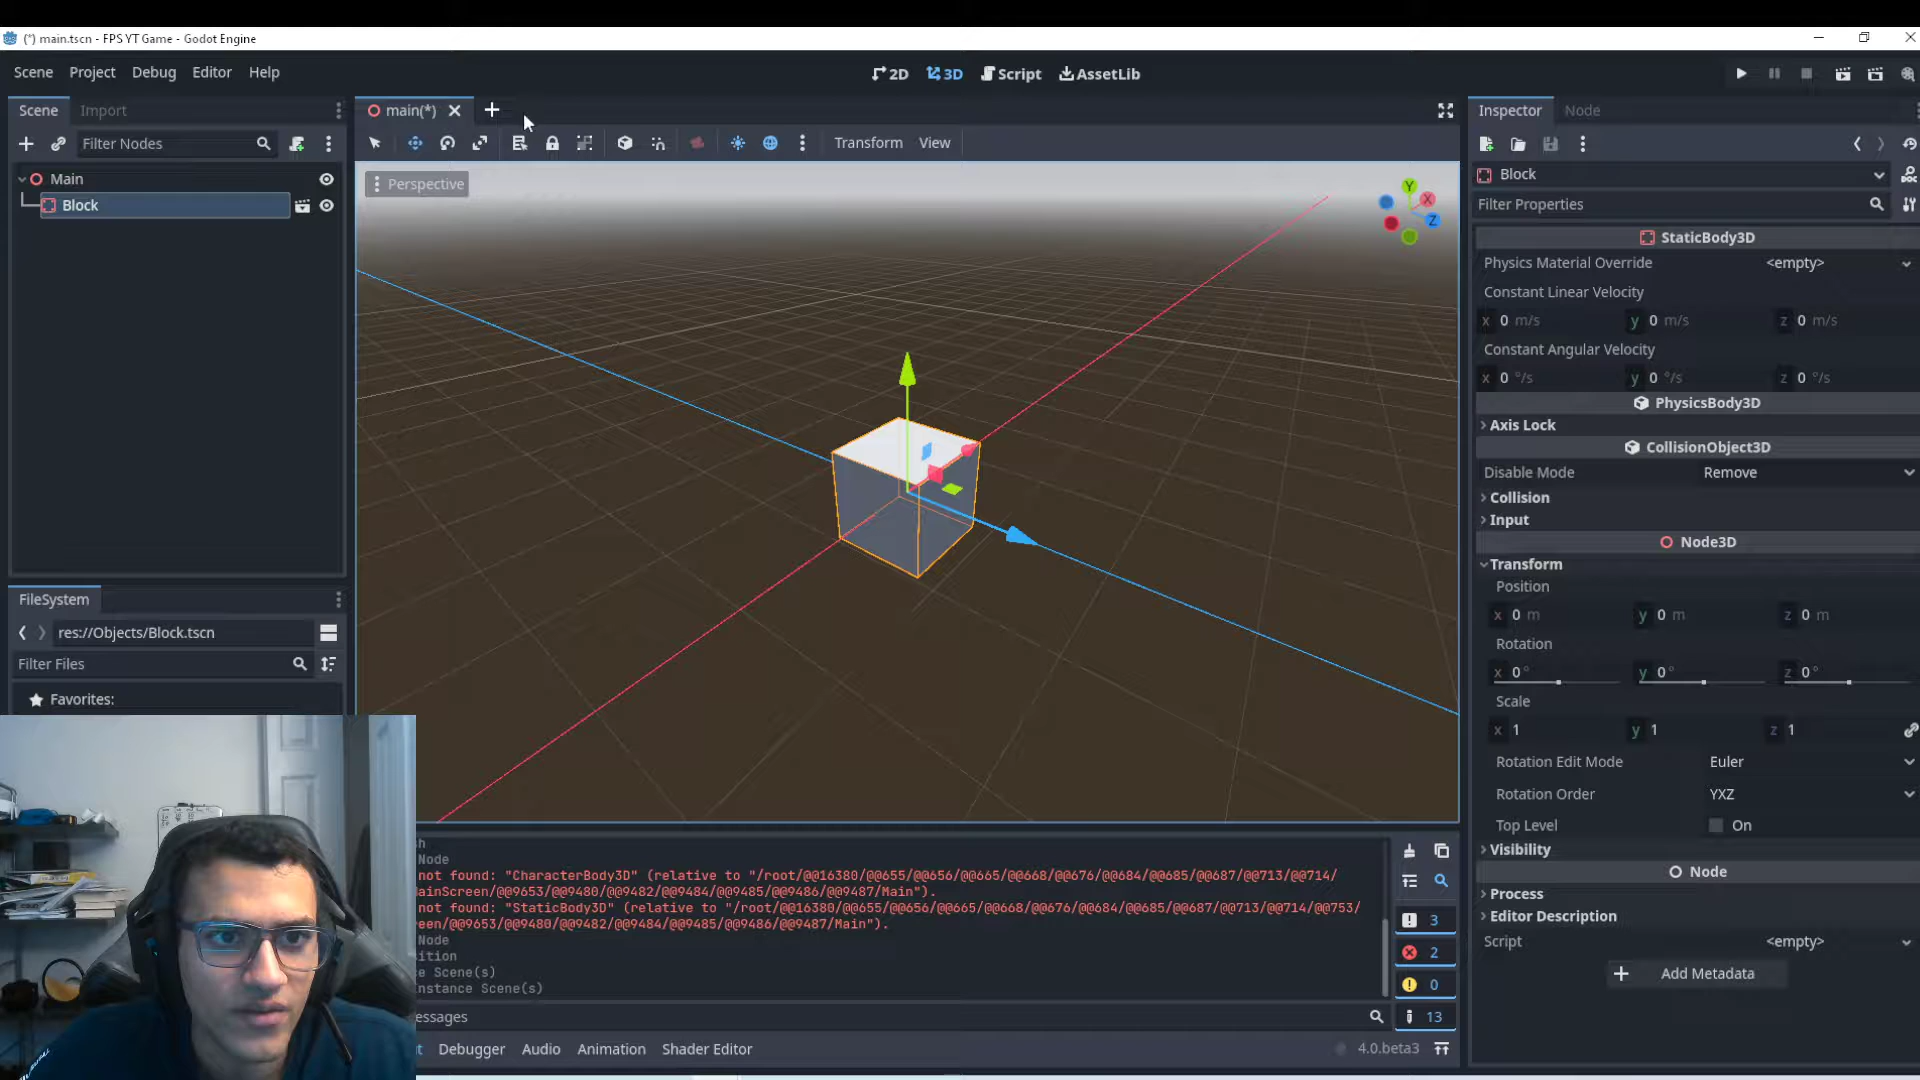 (*) main.tscn - FPS YT Game - Godot Engine
Scene Project Debug Editor Help
2D 3D Script AssetLib
Scene Import
main(*)
Inspector Node
Filter Nodes
Transform View
Main
Block
Perspective
Y X Z
Block
Filter Properties
StaticBody3D
Physics Material Override <empty>
Constant Linear Velocity
x 0 m/s y 0 m/s z 0 m/s
Constant Angular Velocity
x 0 °/s y 0 °/s z 0 °/s
PhysicsBody3D
Axis Lock
CollisionObject3D
Disable Mode Remove
Collision
Input
Node3D
Transform
Position
x 0 m y 0 m z 0 m
Rotation
x 0 ° y 0 ° z 0 °
Scale
x 1 y 1 z 1
Rotation Edit Mode Euler
Rotation Order YXZ
Top Level On
Visibility
Node
Process
Editor Description
Script <empty>
Add Metadata
FileSystem
res://Objects/Block.tscn
Filter Files
Favorites:
Node
not found: "CharacterBody3D" (relative to "/root/@@16380/@@655/@@656/@@665/@@668/@@676/@@684/@@685/@@687/@@713/@@714/
ainScreen/@@9653/@@9480/@@9482/@@9484/@@9485/@@9486/@@9487/Main").
not found: "StaticBody3D" (relative to "/root/@@16380/@@655/@@656/@@665/@@668/@@676/@@684/@@685/@@687/@@713/@@714/@@753/
een/@@9653/@@9480/@@9482/@@9484/@@9485/@@9486/@@9487/Main").
Node
ition
e Scene(s)
nstance Scene(s)
3
2
0
13
essages
t Debugger Audio Animation Shader Editor
4.0.beta3